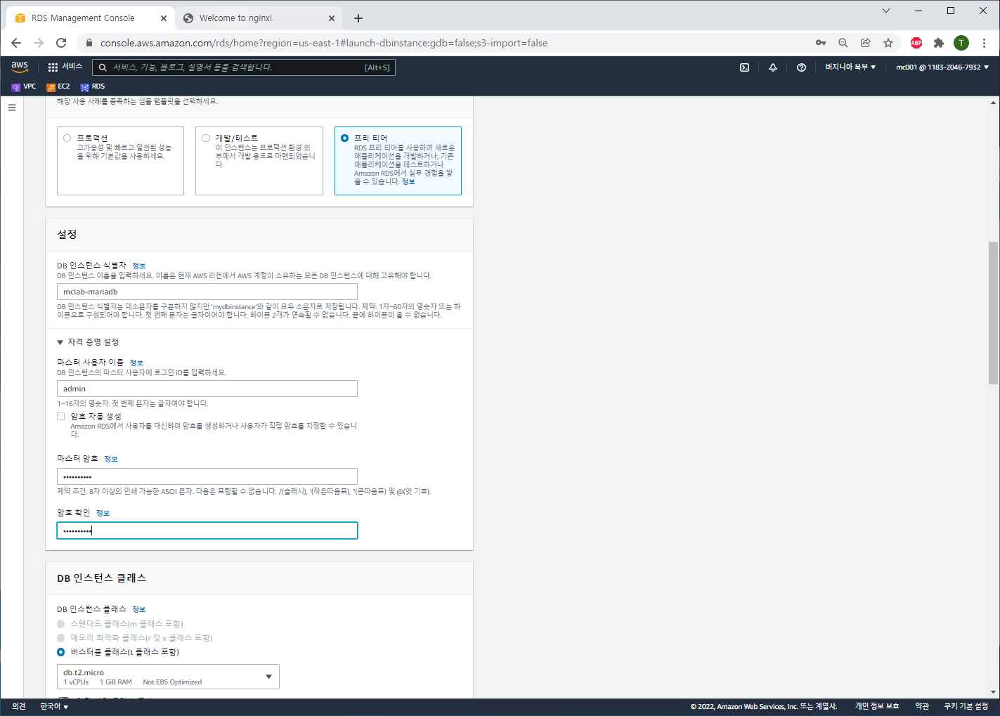 RDS Management Console
Welcome to nginx!
console.aws.amazon.com/rds/home?region=us-east-1#launch-dbinstance:gdb=false;s3-import=false
ABP
T
aws
서비스
서비스, 기능, 블로그, 설명서 등을 검색합니다.
[Alt+S]
버지니아 북부
mc001 @ 1183-2046-7932
VPC
EC2
RDS
해당 사용 사례를 충족하는 샘플 템플릿을 선택하세요.
프로덕션
고가용성 및 빠르고 일관된 성능
을 위해 기본값을 사용하세요.
개발/테스트
이 인스턴스는 프로덕션 환경 외
부에서 개발 용도로 마련되었습니
다.
프리 티어
RDS 프리 티어를 사용하여 새로운
애플리케이션을 개발하거나, 기존
애플리케이션을 테스트하거나
Amazon RDS에서 실무 경험을 쌓
을 수 있습니다. 정보
설정
DB 인스턴스 식별자 정보
DB 인스턴스 이름을 입력하세요. 이름은 현재 AWS 리전에서 AWS 계정이 소유하는 모든 DB 인스턴스에 대해 고유해야 합니다.
mclab-mariadb
DB 인스턴스 식별자는 대소문자를 구분하지 않지만 'mydbinstance'와 같이 모두 소문자로 저장됩니다. 제약: 1자~60자의 영숫자 또는 하
이픈으로 구성되어야 합니다. 첫 번째 문자는 글자이어야 합니다. 하이픈 2개가 연속될 수 없습니다. 끝에 하이픈이 올 수 없습니다.
자격 증명 설정
마스터 사용자 이름 정보
DB 인스턴스의 마스터 사용자에 로그인 ID를 입력하세요.
admin
1~16자의 영숫자. 첫 번째 문자는 글자여야 합니다.
암호 자동 생성
Amazon RDS에서 사용자를 대신하여 암호를 생성하거나 사용자가 직접 암호를 지정할 수 있습니
다.
마스터 암호 정보
••••••••••
제약 조건: 8자 이상의 인쇄 가능한 ASCII 문자. 다음은 포함할 수 없습니다. /(슬래시), '(작은따옴표), "(큰따옴표) 및 @(앳 기호).
암호 확인 정보
••••••••••
DB 인스턴스 클래스
DB 인스턴스 클래스 정보
스탠다드 클래스(m 클래스 포함)
메모리 최적화 클래스(r 및 x 클래스 포함)
버스터블 클래스(t 클래스 포함)
db.t2.micro
1 vCPUs 1 GiB RAM Not EBS Optimized
의견
한국어
© 2022, Amazon Web Services, Inc. 또는 계열사.
개인 정보 보호
약관
쿠키 기본 설정